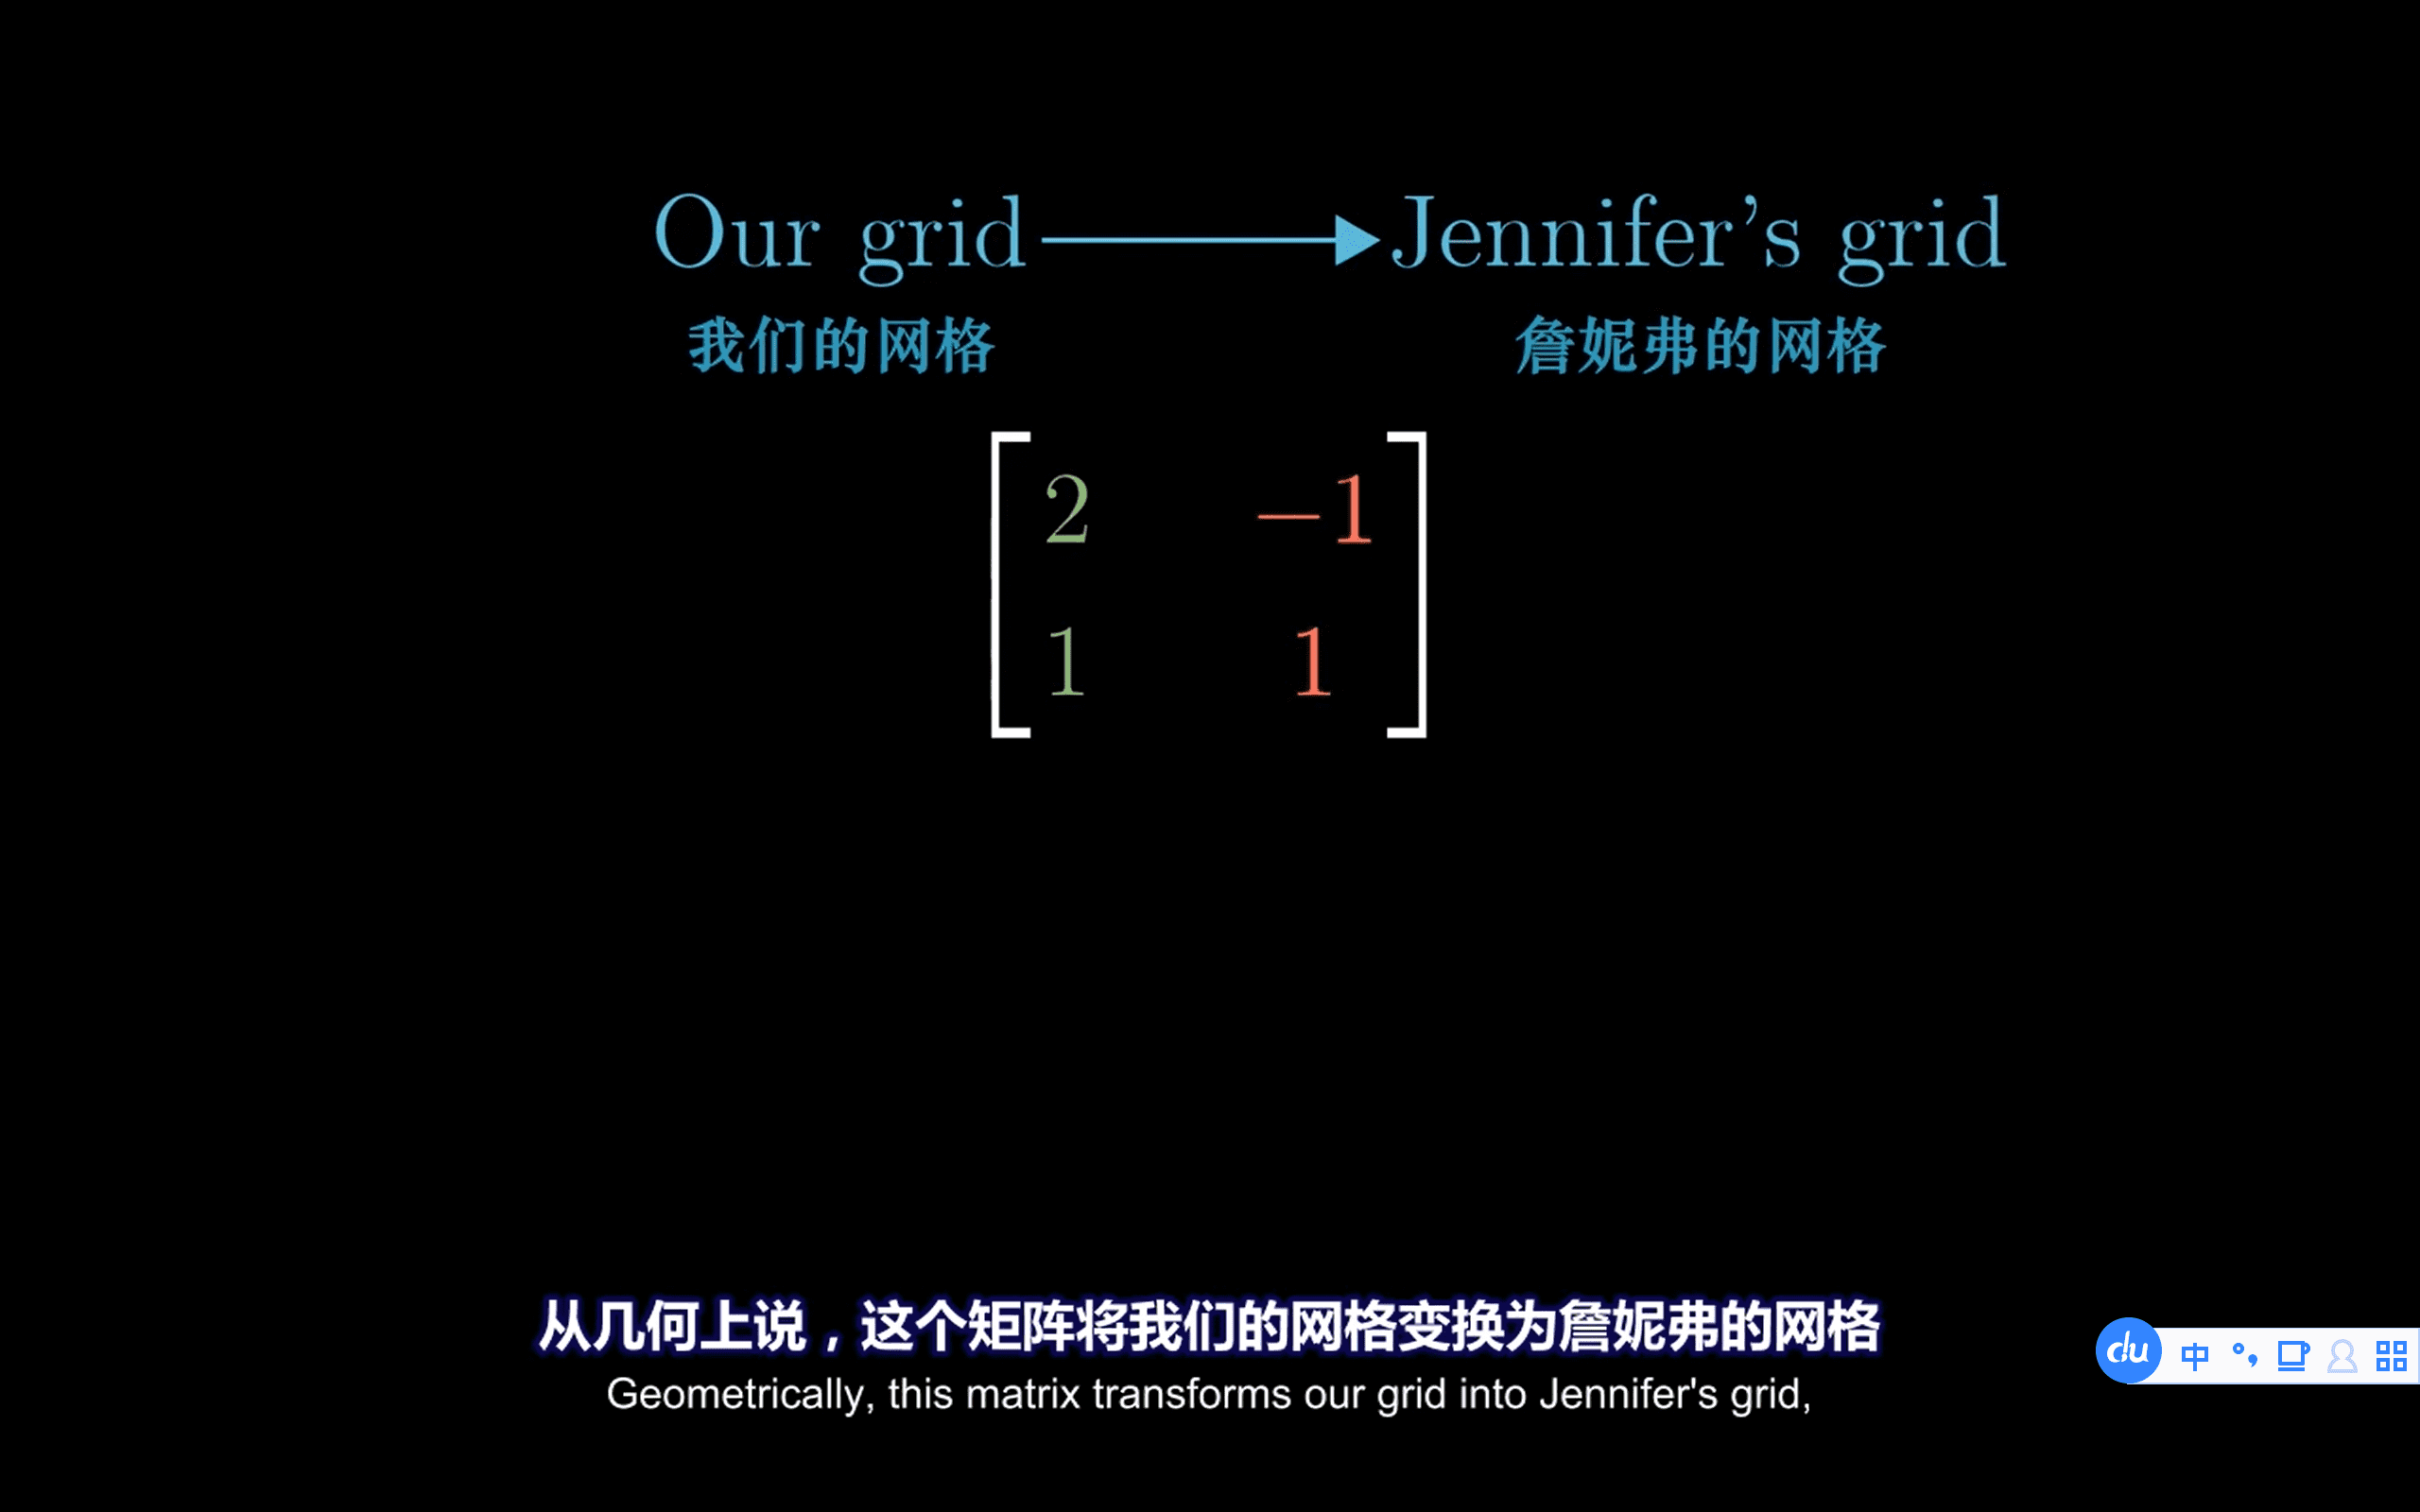 Our grid Jennifer's grid
我们的网格 詹妮弗的网格
2 −1
1 1
从几何上说，这个矩阵将我们的网格变换为詹妮弗的网格
Geometrically, this matrix transforms our grid into Jennifer's grid,
du 中 °,